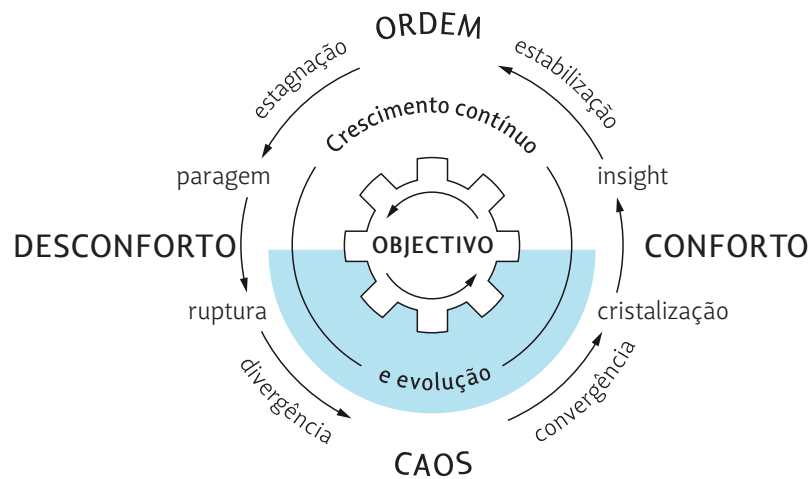 ORDEM
estagnação
estabilização
Crescimento contínuo
paragem
insight
DESCONFORTO
OBJECTIVO
CONFORTO
ruptura
cristalização
e evolução
divergência
convergência
CAOS